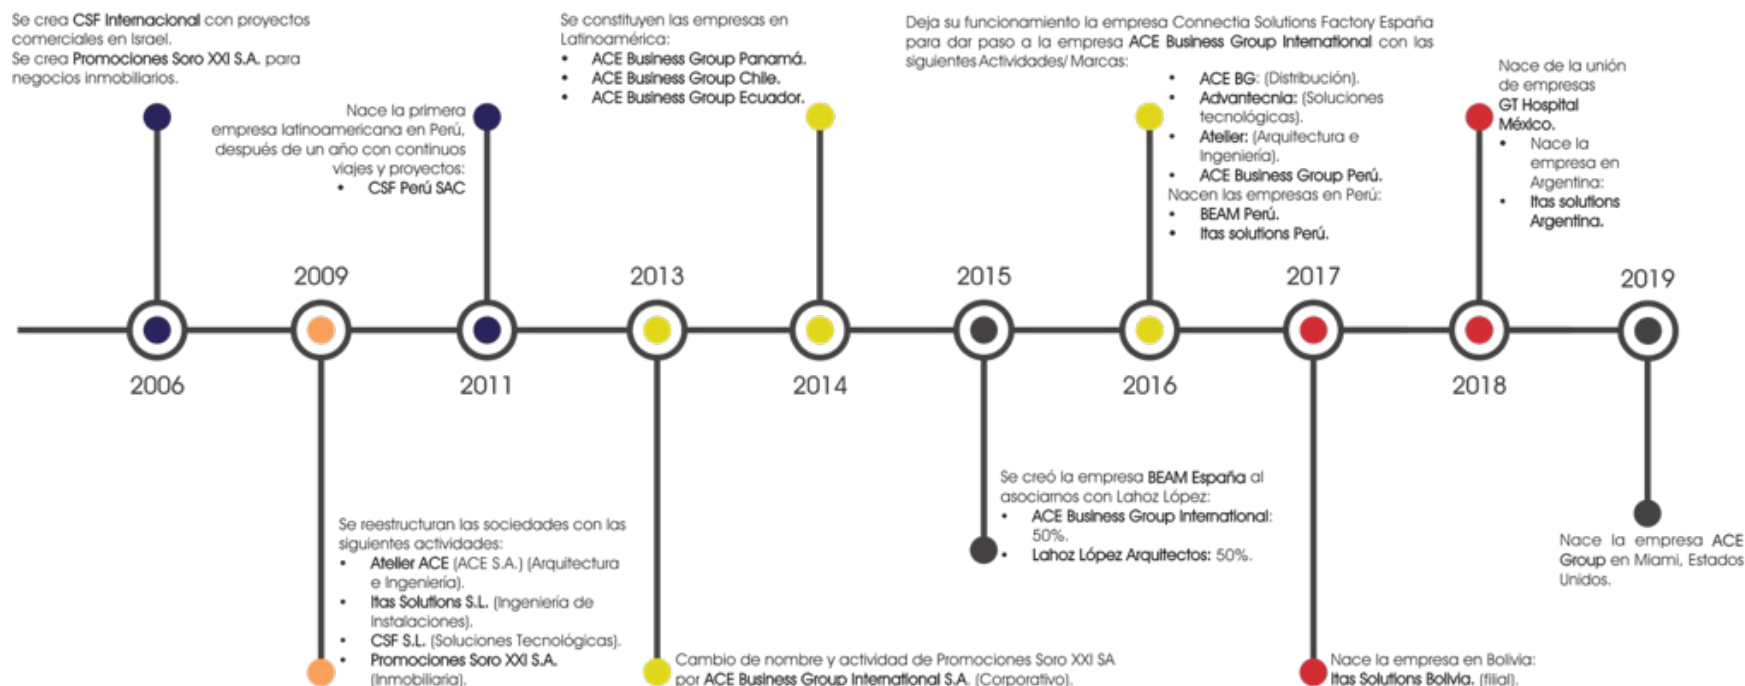 Se crea CSF Internacional con proyectos
comerciales en Israel.
Se crea Promociones Soro XXI S.A. para
negocios inmobiliarios.
Nace la primera
empresa latinoamericana en Perú,
después de un año con continuos
viajes y proyectos:
• CSF Perú SAC
Se constituyen las empresas en
Latinoamérica:
• ACE Business Group Panamá.
• ACE Business Group Chile.
• ACE Business Group Ecuador.
Deja su funcionamiento la empresa Connectia Solutions Factory España
para dar paso a la empresa ACE Business Group International con las
siguientes Actividades/ Marcas:
• ACE BG: (Distribución).
• Advantecnia: (Soluciones
tecnológicas).
• Atelier: (Arquitectura e
Ingeniería).
• ACE Business Group Perú.
Nacen las empresas en Perú:
• BEAM Perú.
• Itas solutions Perú.
Nace de la unión
de empresas
GT Hospital
México.
• Nace la
empresa en
Argentina:
• Itas solutions
Argentina.
2009
2013
2015
2017
2019
2006
2011
2014
2016
2018
Se reestructuran las sociedades con las
siguientes actividades:
• Atelier ACE (ACE S.A.) (Arquitectura
e Ingeniería).
• Itas Solutions S.L. (Ingeniería de
Instalaciones).
• CSF S.L. (Soluciones Tecnológicas).
• Promociones Soro XXI S.A.
(Inmobiliaria).
Cambio de nombre y actividad de Promociones Soro XXI SA
por ACE Business Group International S.A. (Corporativo).
Se creó la empresa BEAM España al
asociarnos con Lahoz López:
• ACE Business Group International:
50%.
• Lahoz López Arquitectos: 50%.
Nace la empresa en Bolivia:
Itas Solutions Bolivia. (filial).
Nace la empresa ACE
Group en Miami, Estados
Unidos.